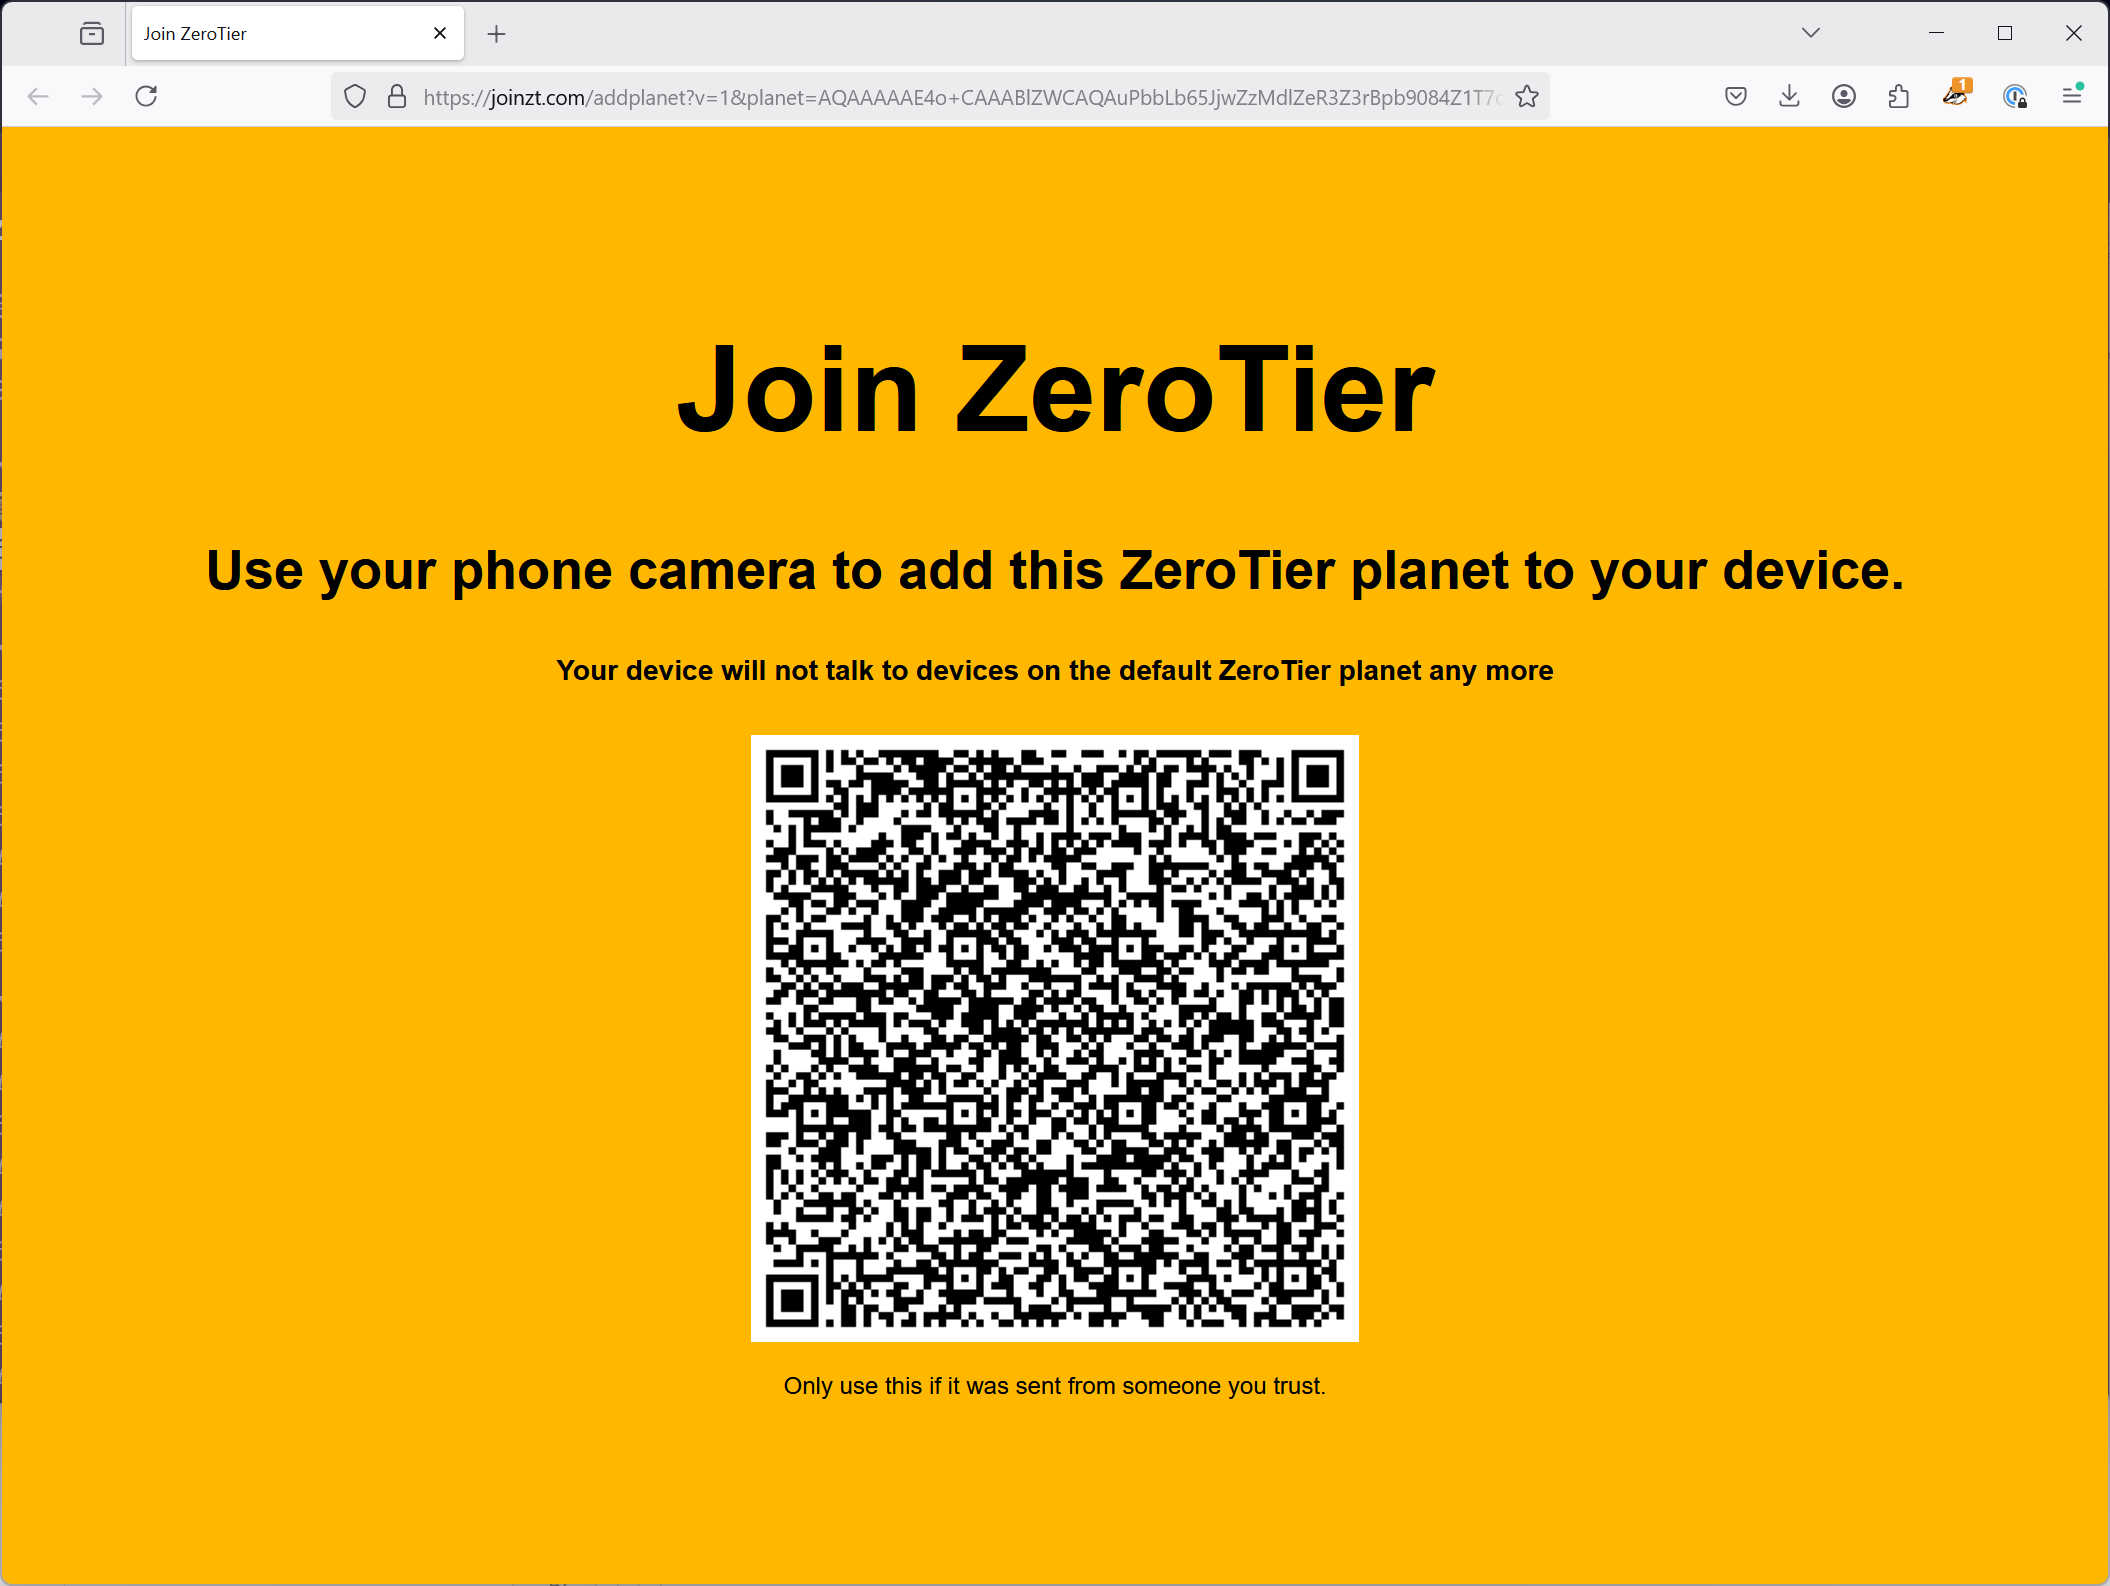 Join ZeroTier
https://joinzt.com/addplanet?v=1&planet=AQAAAAAE4o+CAAABlZWCAQAuPbbLb65JjwZzMdlZeR3Z3rBpb9084Z1T7
1
Join ZeroTier
Use your phone camera to add this ZeroTier planet to your device.
Your device will not talk to devices on the default ZeroTier planet any more
Only use this if it was sent from someone you trust.